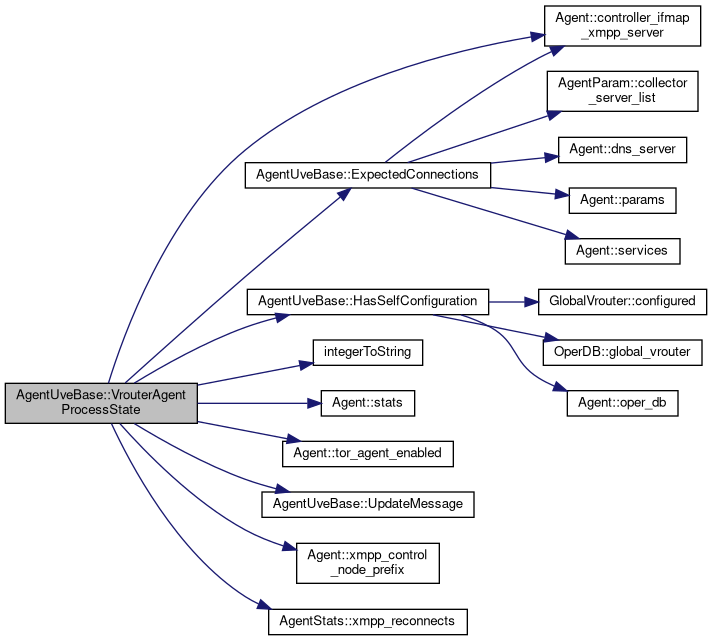 Agent::controller_ifmap
_xmpp_server
AgentParam::collector
_server_list
Agent::dns_server
AgentUveBase::ExpectedConnections
Agent::params
Agent::services
AgentUveBase::HasSelfConfiguration
GlobalVrouter::configured
integerToString
OperDB::global_vrouter
AgentUveBase::VrouterAgent
ProcessState
Agent::stats
Agent::oper_db
Agent::tor_agent_enabled
AgentUveBase::UpdateMessage
Agent::xmpp_control
_node_prefix
AgentStats::xmpp_reconnects